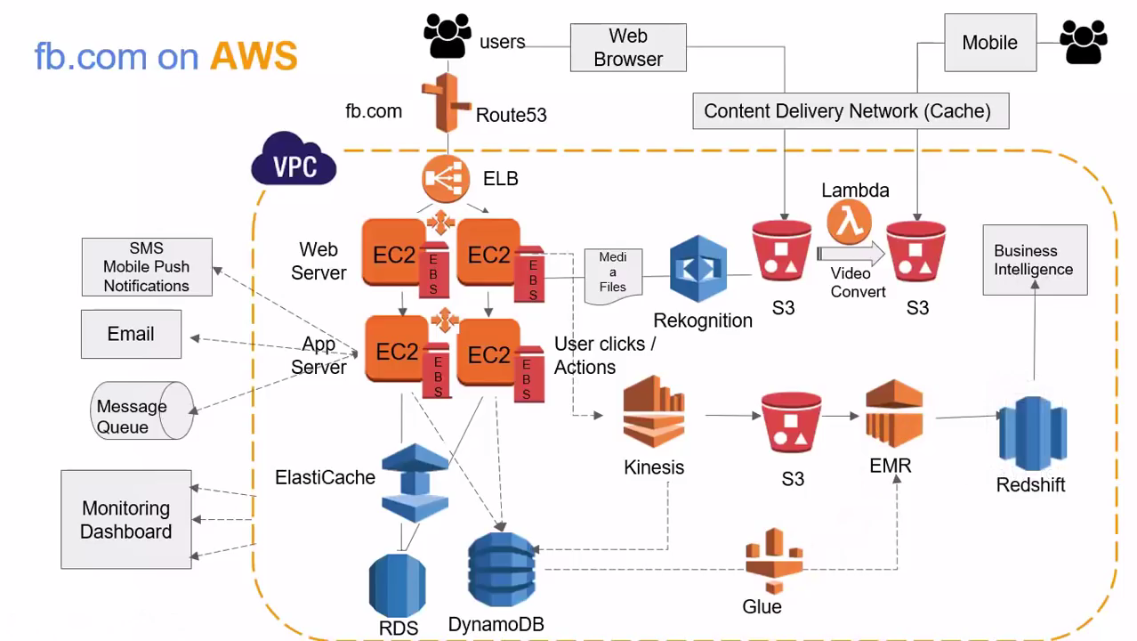 fb.com on AWS
users
Web
Browser
Mobile
fb.com
Route53
Content Delivery Network (Cache)
VPC
ELB
Lambda
EC2
EBS
EC2
EBS
Web
Server
Medi
a
Files
Rekognition
S3
Video
Convert
S3
Business
Intelligence
SMS
Mobile Push
Notifications
Email
Message
Queue
App
Server
EC2
EBS
EC2
EBS
User clicks /
Actions
Kinesis
S3
EMR
Redshift
ElastiCache
Monitoring
Dashboard
RDS
DynamoDB
Glue